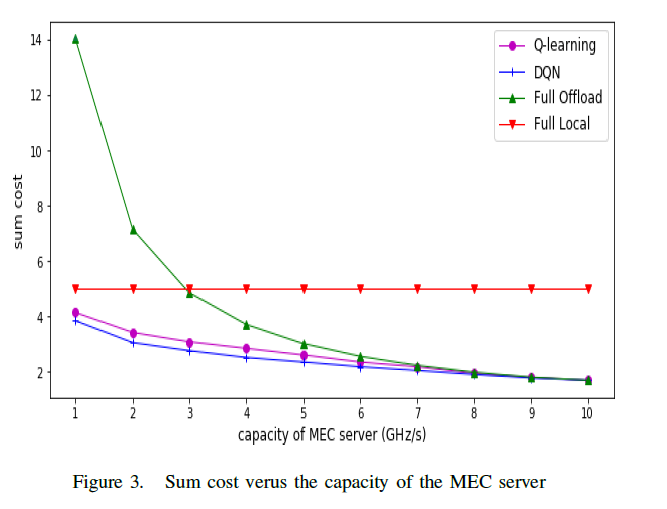 14
12
10
8
6
4
2
sum cost
Q-learning
DQN
Full Offload
Full Local
1 2 3 4 5 6 7 8 9 10
capacity of MEC server (GHz/s)
Figure 3. Sum cost verus the capacity of the MEC server